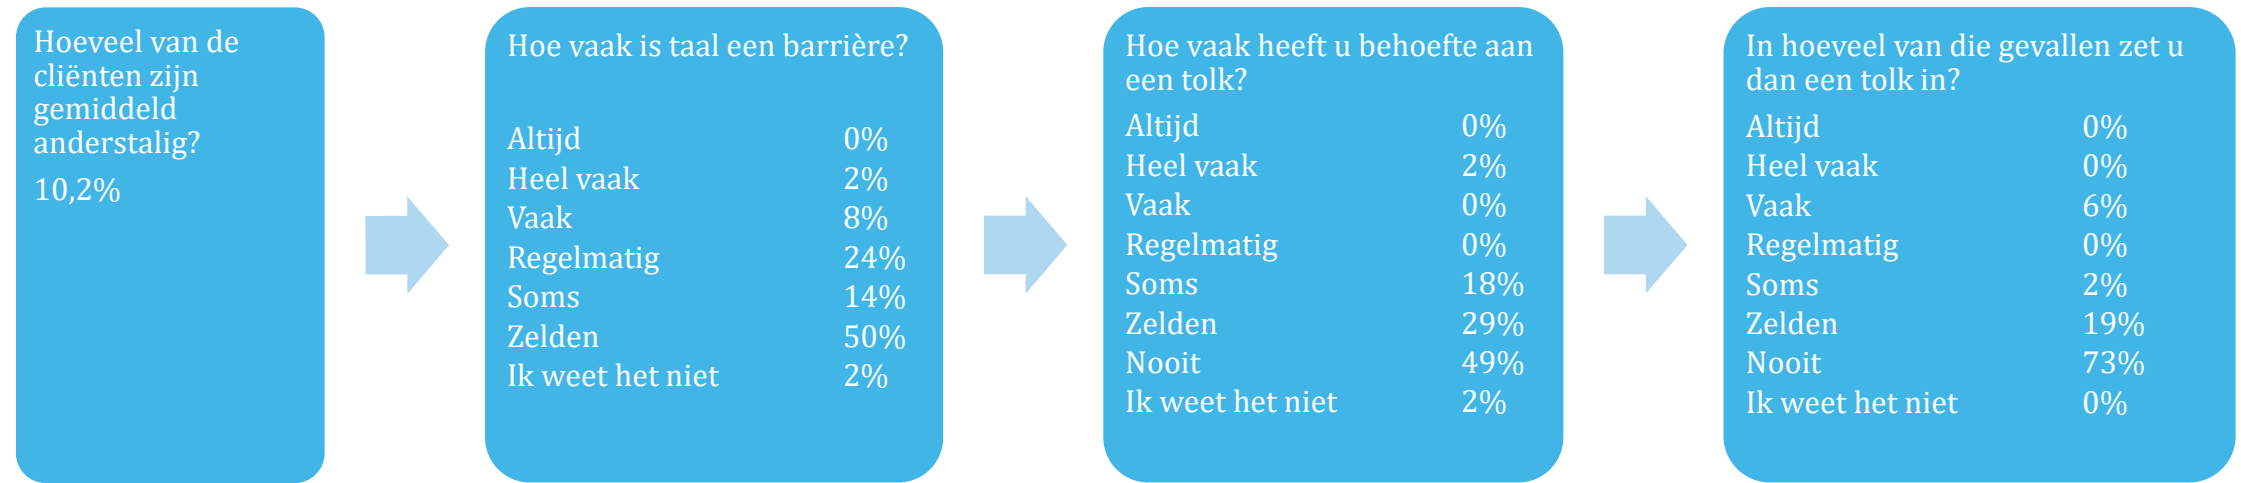 Hoeveel van de
cliënten zijn
gemiddeld
anderstalig?
10,2%
Hoe vaak is taal een barrière?
Altijd 0%
Heel vaak 2%
Vaak 8%
Regelmatig 24%
Soms 14%
Zelden 50%
Ik weet het niet 2%
Hoe vaak heeft u behoefte aan
een tolk?
Altijd 0%
Heel vaak 2%
Vaak 0%
Regelmatig 0%
Soms 18%
Zelden 29%
Nooit 49%
Ik weet het niet 2%
In hoeveel van die gevallen zet u
dan een tolk in?
Altijd 0%
Heel vaak 0%
Vaak 6%
Regelmatig 0%
Soms 2%
Zelden 19%
Nooit 73%
Ik weet het niet 0%